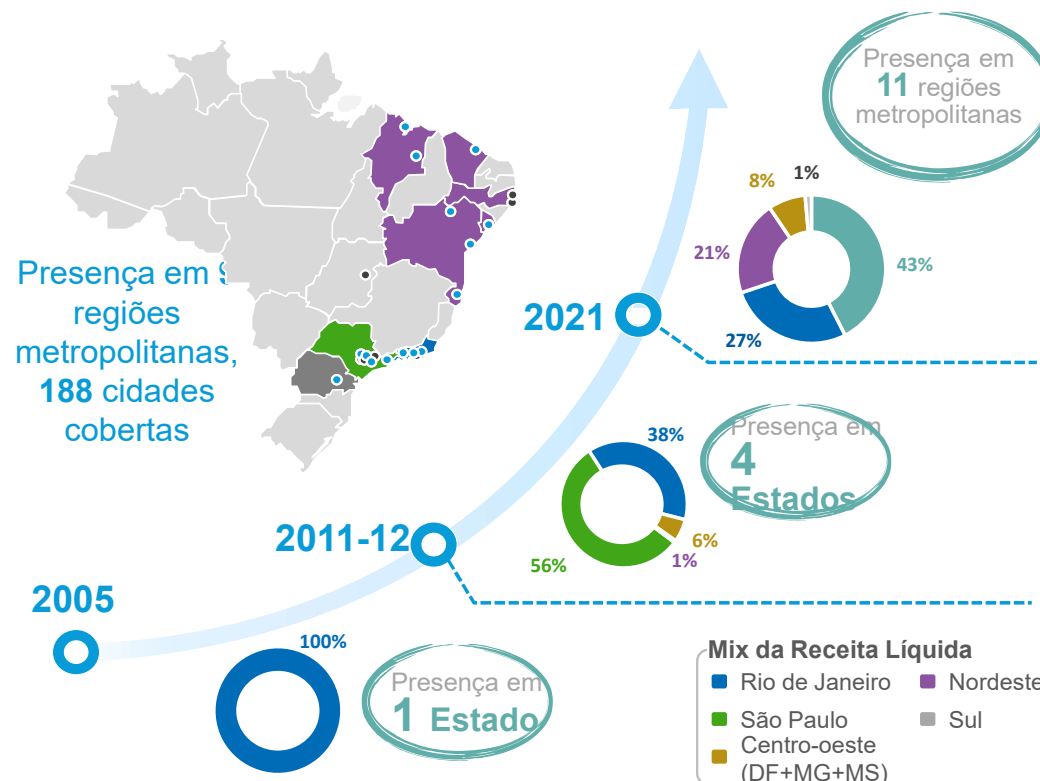 Presença em
11 regiões
metropolitanas
8%
1%
21%
43%
27%
2021
Presença em
regiões
metropolitanas,
188 cidades
cobertas
38%
6%
1%
56%
Presença em
4
Estados
2011-12
2005
100%
Presença em
1 Estado
Mix da Receita Líquida
Rio de Janeiro
Nordeste
São Paulo
Sul
Centro-oeste
(DF+MG+MS)